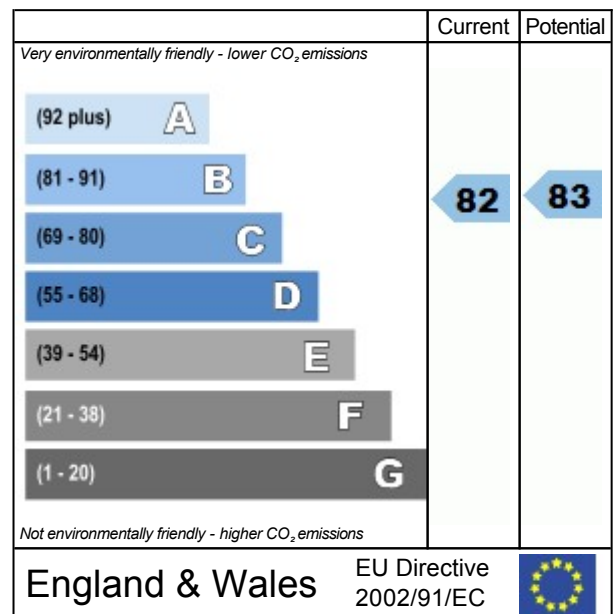 Current Potential
Very environmentally friendly - lower CO₂ emissions
(92 plus) A
(81 - 91) B
82 83
(69 - 80) C
(55 - 68) D
(39 - 54) E
(21 - 38) F
(1 - 20) G
Not environmentally friendly - higher CO₂ emissions
England & Wales
EU Directive
2002/91/EC